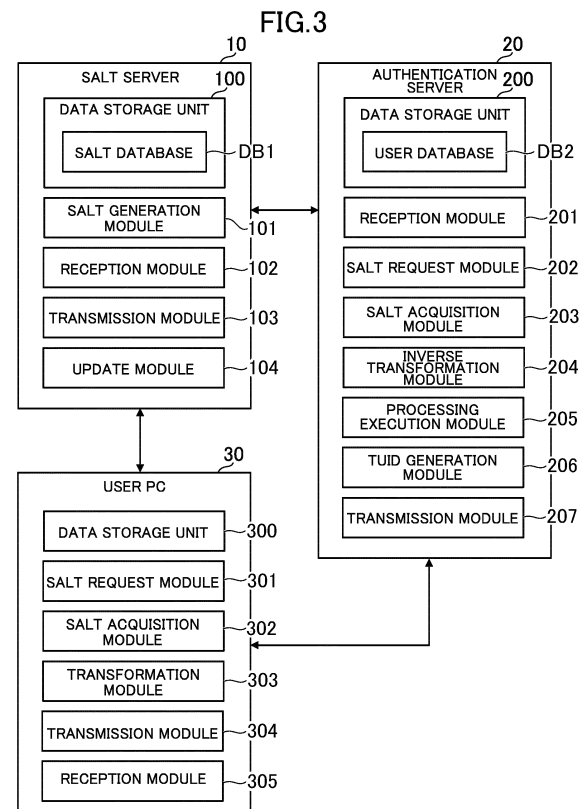 FIG.3
10
SALT SERVER
100
DATA STORAGE UNIT
SALT DATABASE
DB1
SALT GENERATION
MODULE
101
RECEPTION MODULE
102
TRANSMISSION MODULE
103
UPDATE MODULE
104
20
AUTHENTICATION
SERVER
200
DATA STORAGE UNIT
USER DATABASE
DB2
RECEPTION MODULE
201
SALT REQUEST MODULE
202
SALT ACQUISITION
MODULE
203
INVERSE
TRANSFORMATION
MODULE
204
PROCESSING
EXECUTION MODULE
205
TUID GENERATION
MODULE
206
TRANSMISSION MODULE
207
30
USER PC
DATA STORAGE UNIT
300
SALT REQUEST MODULE
301
SALT ACQUISITION
MODULE
302
TRANSFORMATION
MODULE
303
TRANSMISSION MODULE
304
RECEPTION MODULE
305